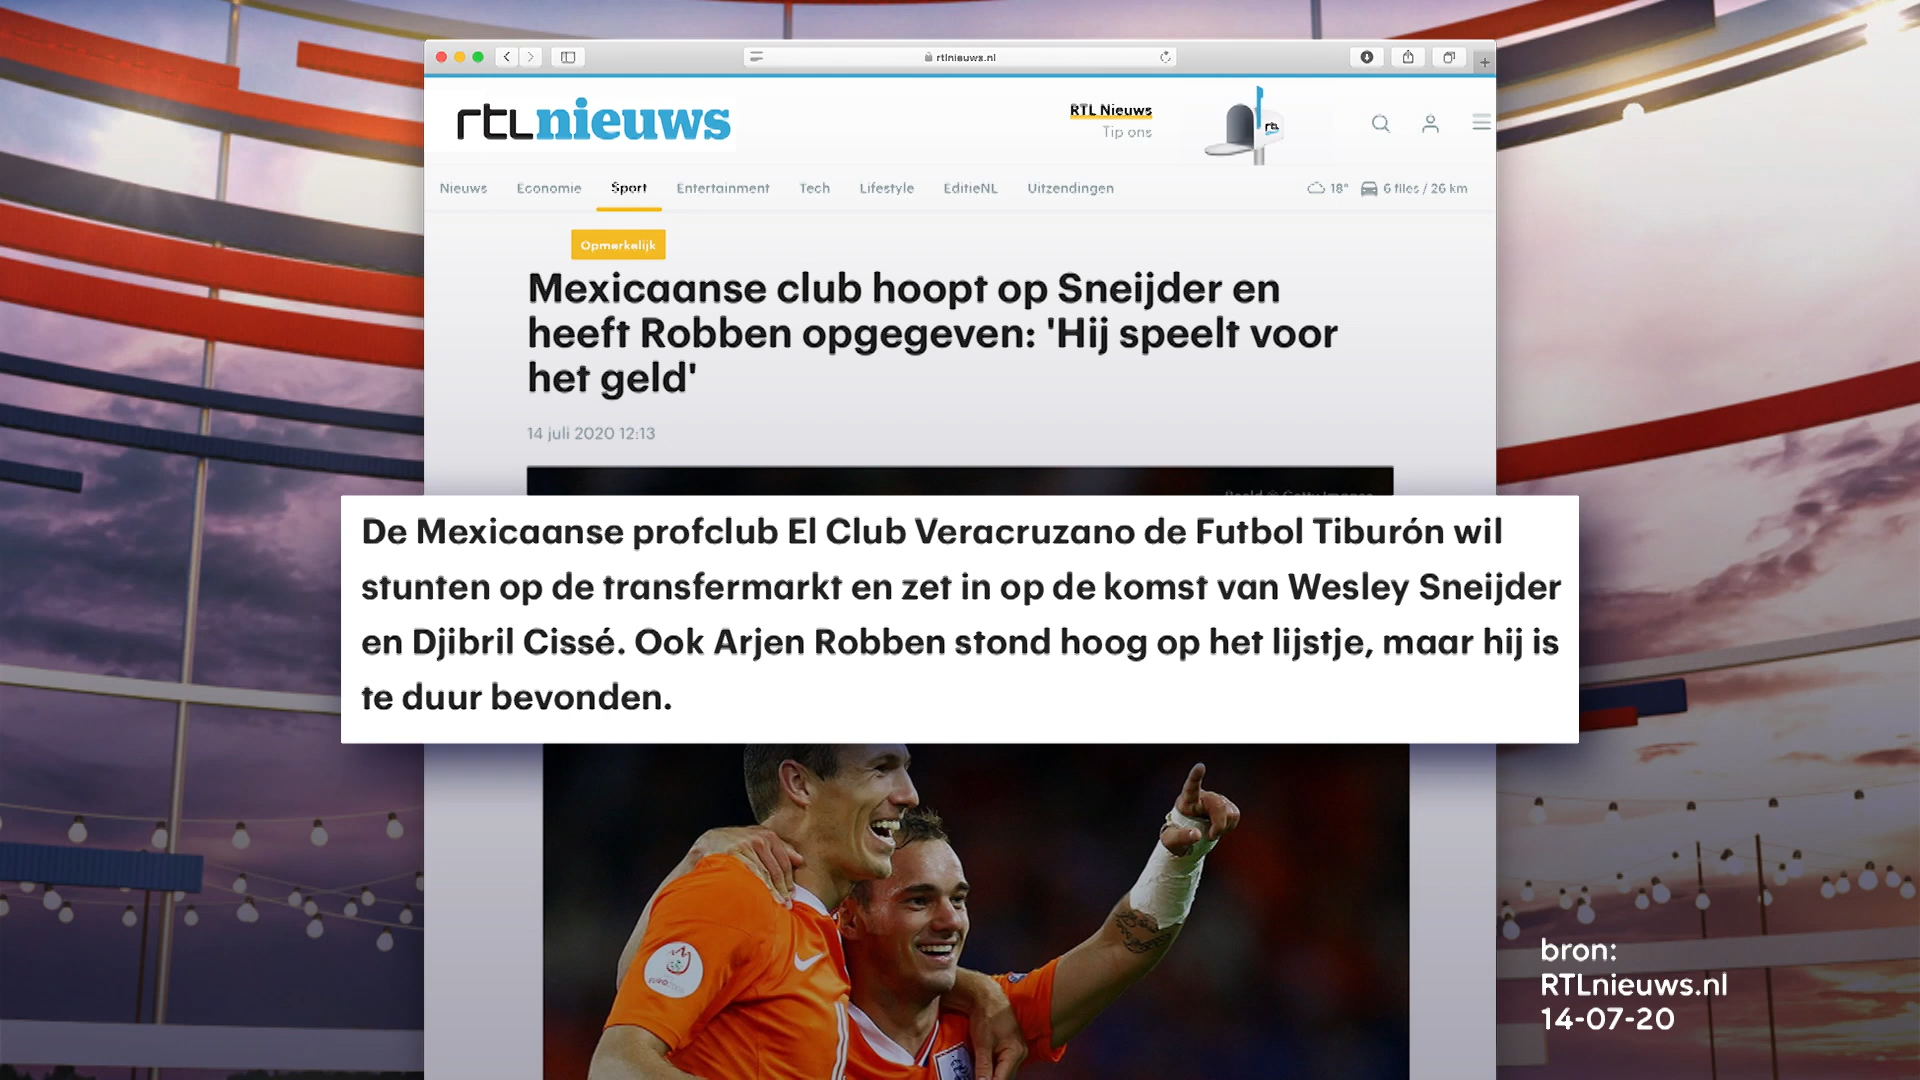 rtlnieuws.nl
rtlnieuws
RTL Nieuws
Tip ons
rtl
Nieuws Economie Sport Entertainment Tech Lifestyle EditieNL Uitzendingen 18° 6 files / 26 km
Opmerkelijk
Mexicaanse club hoopt op Sneijder en
heeft Robben opgegeven: 'Hij speelt voor
het geld'
14 juli 2020 12:13
De Mexicaanse profclub El Club Veracruzano de Futbol Tiburón wil
stunten op de transfermarkt en zet in op de komst van Wesley Sneijder
en Djibril Cissé. Ook Arjen Robben stond hoog op het lijstje, maar hij is
te duur bevonden.
bron:
RTLnieuws.nl
14-07-20